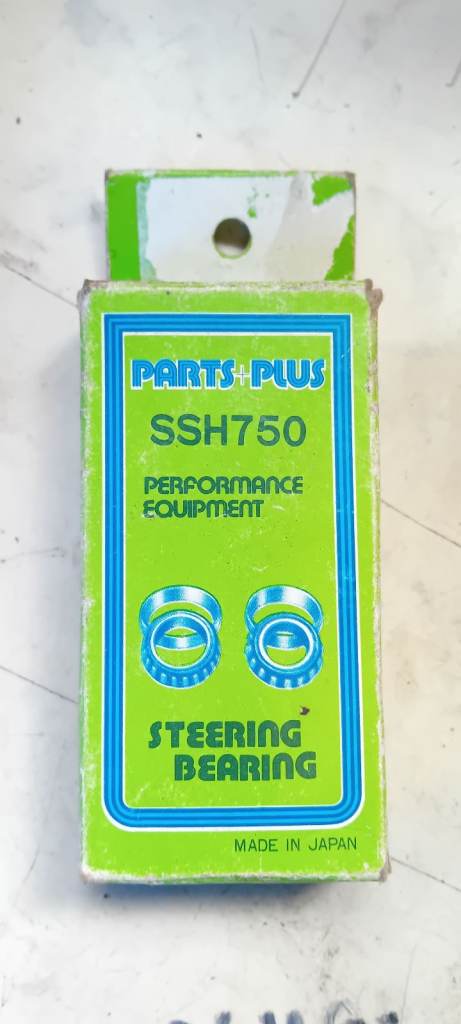 PARTS+PLUS
SSH750
PERFORMANCE
EQUIPMENT
STEERING
BEARING
MADE IN JAPAN